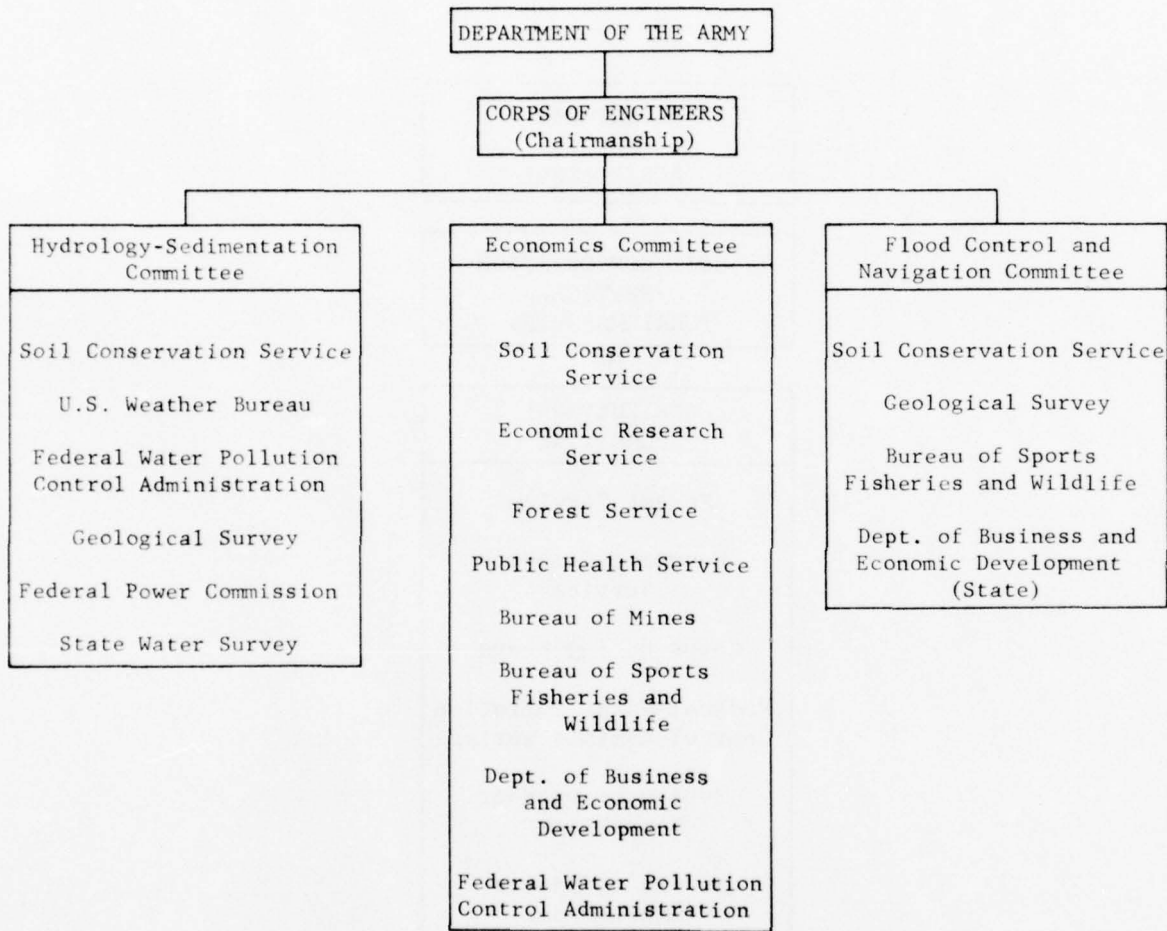 DEPARTMENT OF THE ARMY
CORPS OF ENGINEERS
(Chairmanship)
Hydrology-Sedimentation
Committee
Soil Conservation Service
U.S. Weather Bureau
Federal Water Pollution
Control Administration
Geological Survey
Federal Power Commission
State Water Survey
Economics Committee
Soil Conservation
Service
Economic Research
Service
Forest Service
Public Health Service
Bureau of Mines
Bureau of Sports
Fisheries and
Wildlife
Dept. of Business
and Economic
Development
Federal Water Pollution
Control Administration
Flood Control and
Navigation Committee
Soil Conservation Service
Geological Survey
Bureau of Sports
Fisheries and Wildlife
Dept. of Business and
Economic Development
(State)